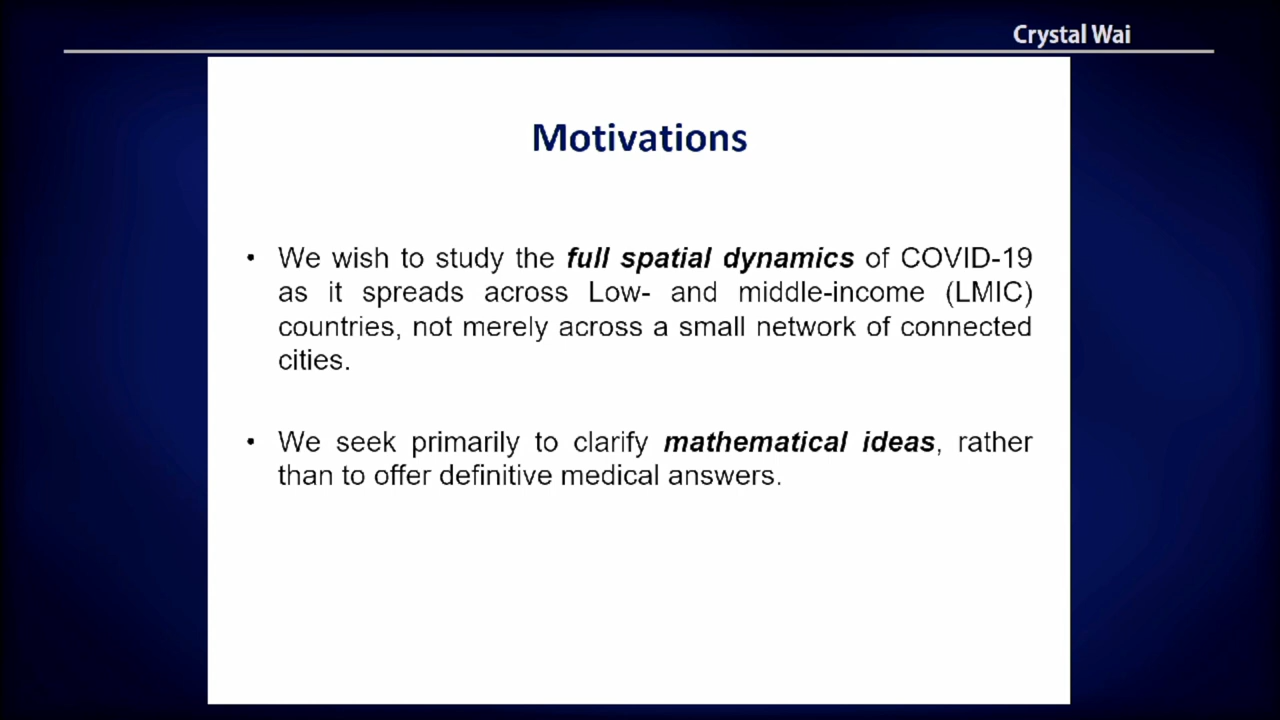 Crystal Wai
Motivations
• We wish to study the full spatial dynamics of COVID-19
as it spreads across Low- and middle-income (LMIC)
countries, not merely across a small network of connected
cities.
• We seek primarily to clarify mathematical ideas, rather
than to offer definitive medical answers.